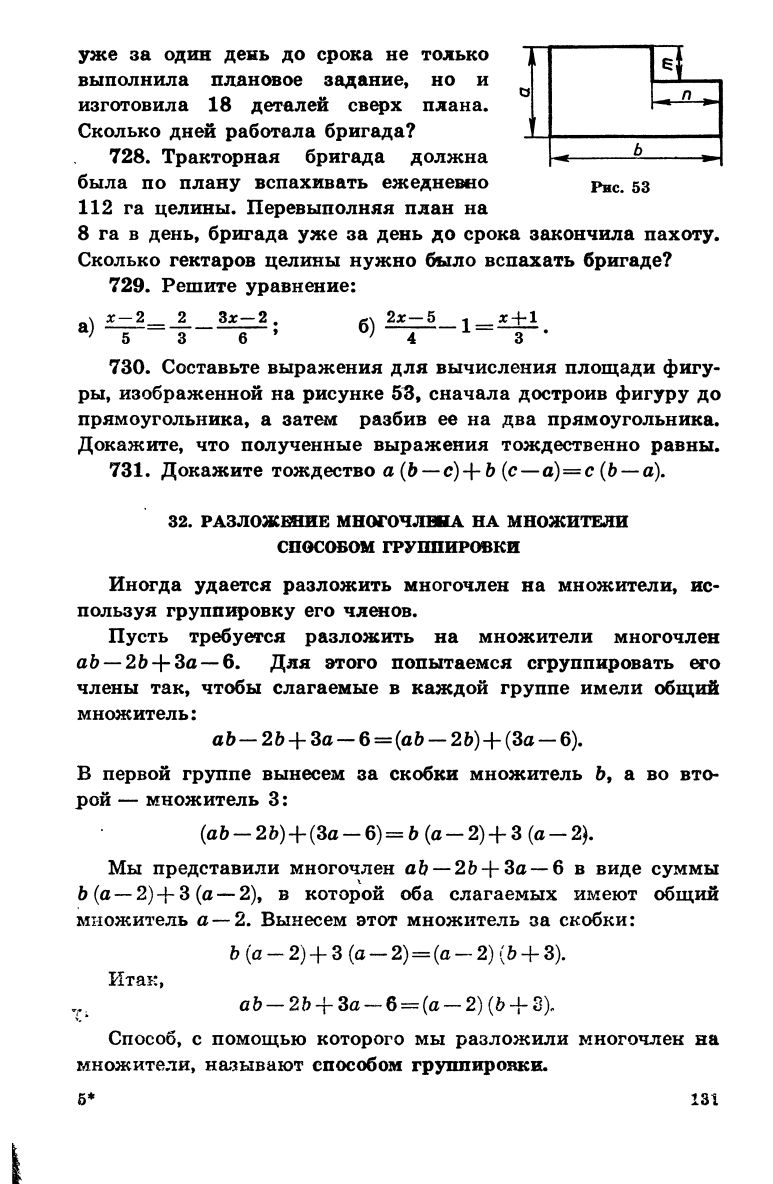 уже за один день до срока не только
выполнила плановое задание, но и
изготовила 18 деталей сверх плана.
Сколько дней работала бригада?
a
m
n
b
Рис. 53
728. Тракторная бригада должна
была по плану вспахивать ежедневно
112 га целины. Перевыполняя план на
8 га в день, бригада уже за день до срока закончила пахоту.
Сколько гектаров целины нужно было вспахать бригаде?
729. Решите уравнение:
а) (x—2)/5 = 2/3 — (3x—2)/6; б) (2x—5)/4 — 1 = (x+1)/3.
730. Составьте выражения для вычисления площади фигу-
ры, изображенной на рисунке 53, сначала достроив фигуру до
прямоугольника, а затем разбив ее на два прямоугольника.
Докажите, что полученные выражения тождественно равны.
731. Докажите тождество a (b—c)+b (c—a)=c (b—a).
32. РАЗЛОЖЕНИЕ МНОГОЧЛЕНА НА МНОЖИТЕЛИ
СПОСОБОМ ГРУППИРОВКИ
Иногда удается разложить многочлен на множители, ис-
пользуя группировку его членов.
Пусть требуется разложить на множители многочлен
ab—2b+3a—6. Для этого попытаемся сгруппировать его
члены так, чтобы слагаемые в каждой группе имели общий
множитель:
ab—2b+3a—6=(ab—2b)+(3a—6).
В первой группе вынесем за скобки множитель b, а во вто-
рой — множитель 3:
(ab—2b)+(3a—6)=b (a—2)+3 (a—2).
Мы представили многочлен ab—2b+3a—6 в виде суммы
b (a—2)+3 (a—2), в которой оба слагаемых имеют общий
множитель a—2. Вынесем этот множитель за скобки:
b (a—2)+3 (a—2)=(a—2) (b+3).
Итак,
ab—2b+3a—6=(a—2) (b+3).
Способ, с помощью которого мы разложили многочлен на
множители, называют способом группировки.
5*
131